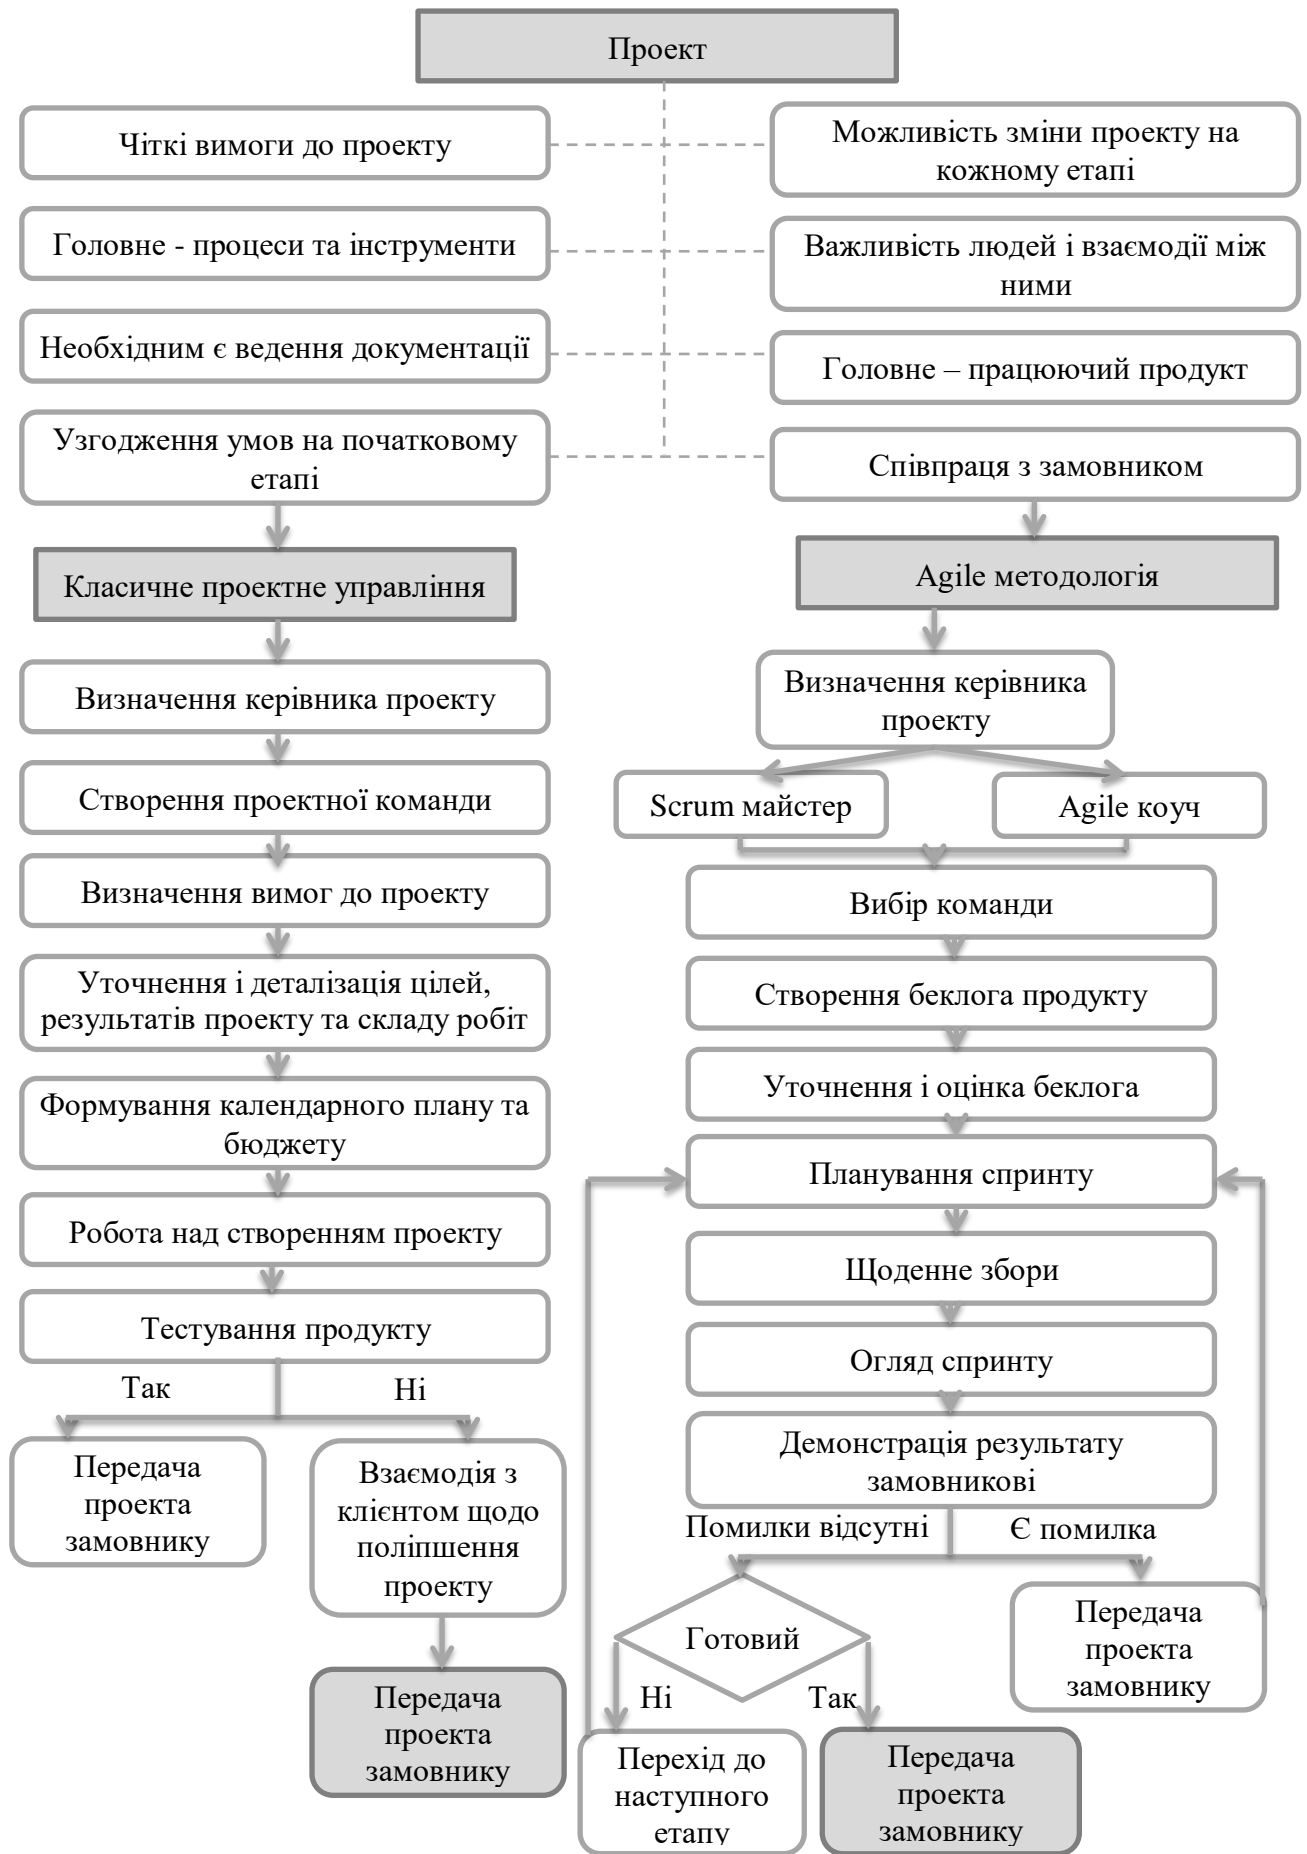 Проект
Чіткі вимоги до проекту
Головне - процеси та інструменти
Необхідним є ведення документації
Узгодження умов на початковому
етапі
Можливість зміни проекту на
кожному етапі
Важливість людей і взаємодії між
ними
Головне – працюючий продукт
Співпраця з замовником
Класичне проектне управління
Визначення керівника проекту
Створення проектної команди
Визначення вимог до проекту
Уточнення і деталізація цілей,
результатів проекту та складу робіт
Формування календарного плану та
бюджету
Робота над створенням проекту
Тестування продукту
Так
Ні
Передача
проекта
замовнику
Взаємодія з
клієнтом щодо
поліпшення
проекту
Передача
проекта
замовнику
Agile методологія
Визначення керівника
проекту
Scrum майстер
Agile коуч
Вибір команди
Створення беклога продукту
Уточнення і оцінка беклога
Планування спринту
Щоденне збори
Огляд спринту
Демонстрація результату
замовникові
Помилки відсутні
Є помилка
Готовий
Передача
проекта
замовнику
Ні
Так
Перехід до
наступного
етапу
Передача
проекта
замовнику